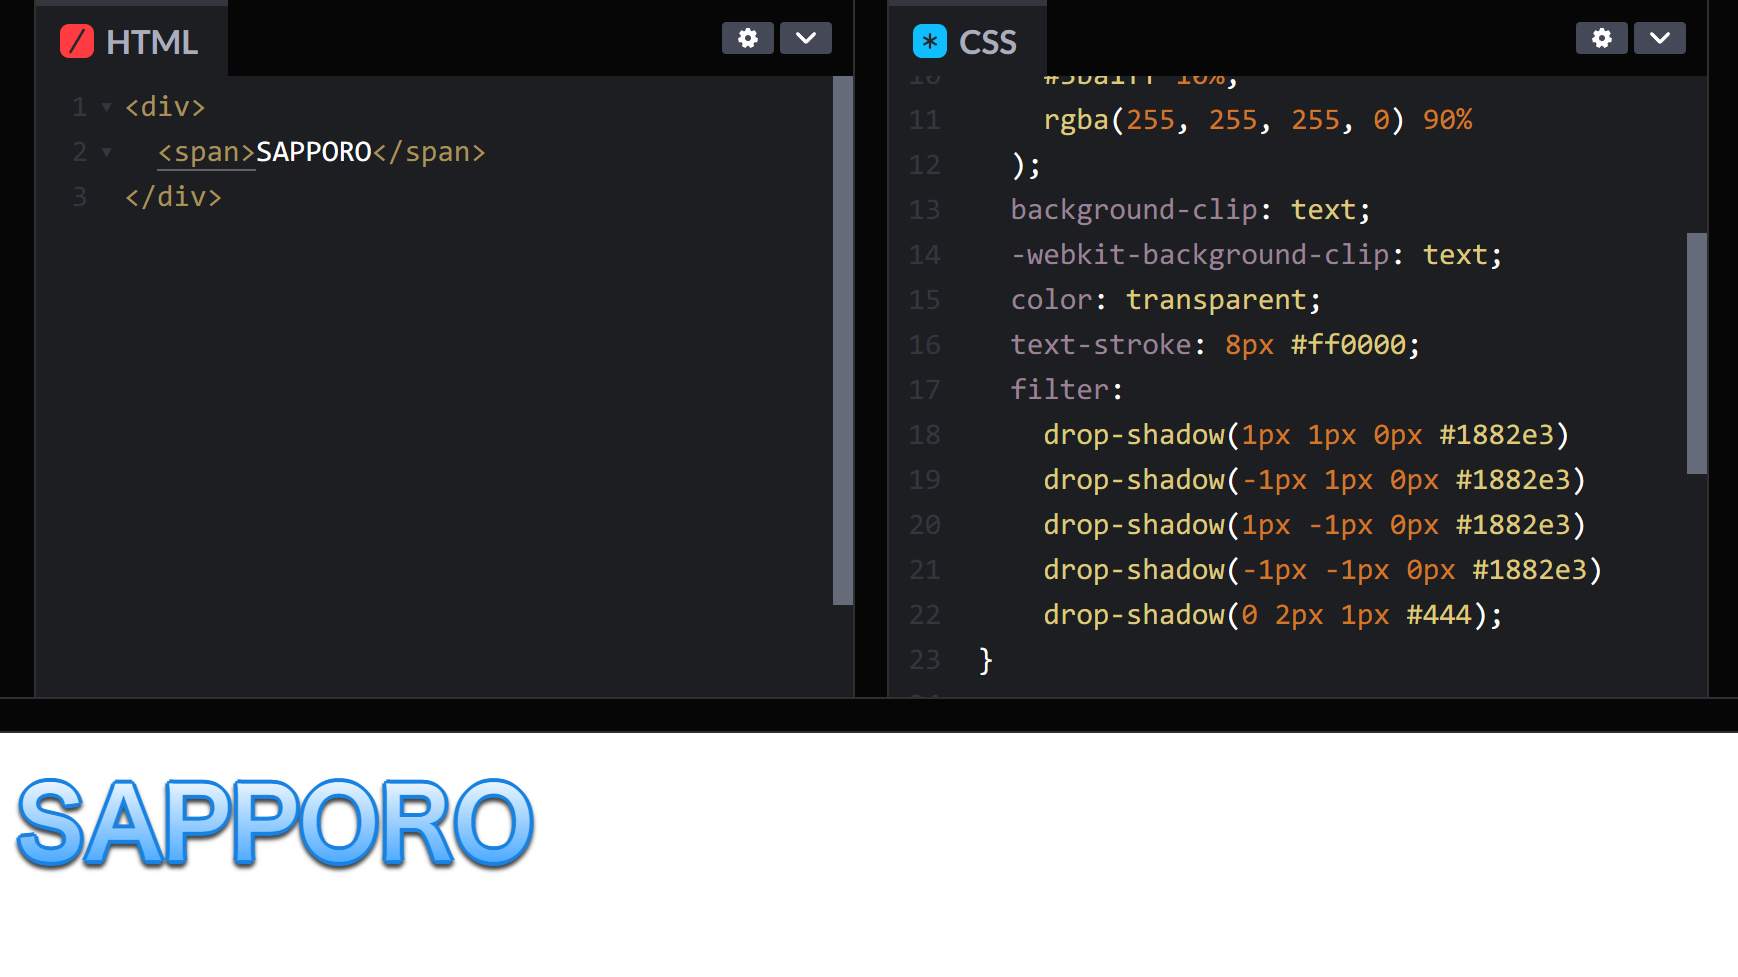 HTML
1 <div>
2 <span>SAPPORO</span>
3 </div>
CSS
11 rgba(255, 255, 255, 0) 90%
12 );
13 background-clip: text;
14 -webkit-background-clip: text;
15 color: transparent;
16 text-stroke: 8px #ff0000;
17 filter:
18 drop-shadow(1px 1px 0px #1882e3)
19 drop-shadow(-1px 1px 0px #1882e3)
20 drop-shadow(1px -1px 0px #1882e3)
21 drop-shadow(-1px -1px 0px #1882e3)
22 drop-shadow(0 2px 1px #444);
23 }
SAPPORO